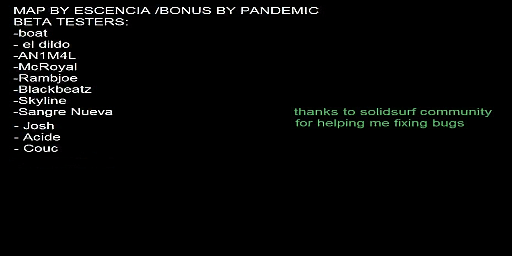 MAP BY ESCENCIA /BONUS BY PANDEMIC
BETA TESTERS:
-boat
- el dildo
-AN1M4L
-McRoyal
-Rambjoe
-Blackbeatz
-Skyline
-Sangre Nueva
- Josh
- Acide
- Couc
thanks to solidsurf community
for helping me fixing bugs